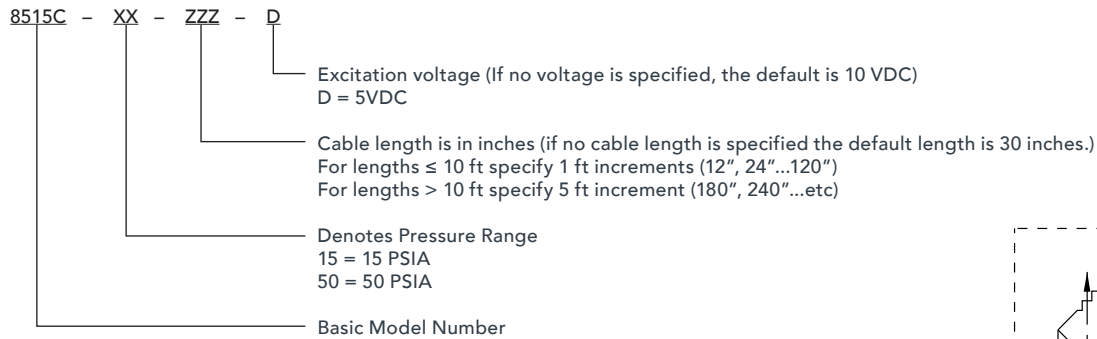 8515C – XX – ZZZ – D
Excitation voltage (If no voltage is specified, the default is 10 VDC)
D = 5VDC
Cable length is in inches (if no cable length is specified the default length is 30 inches.)
For lengths ≤ 10 ft specify 1 ft increments (12”, 24”...120”)
For lengths > 10 ft specify 5 ft increment (180”, 240”...etc)
Denotes Pressure Range
15 = 15 PSIA
50 = 50 PSIA
Basic Model Number